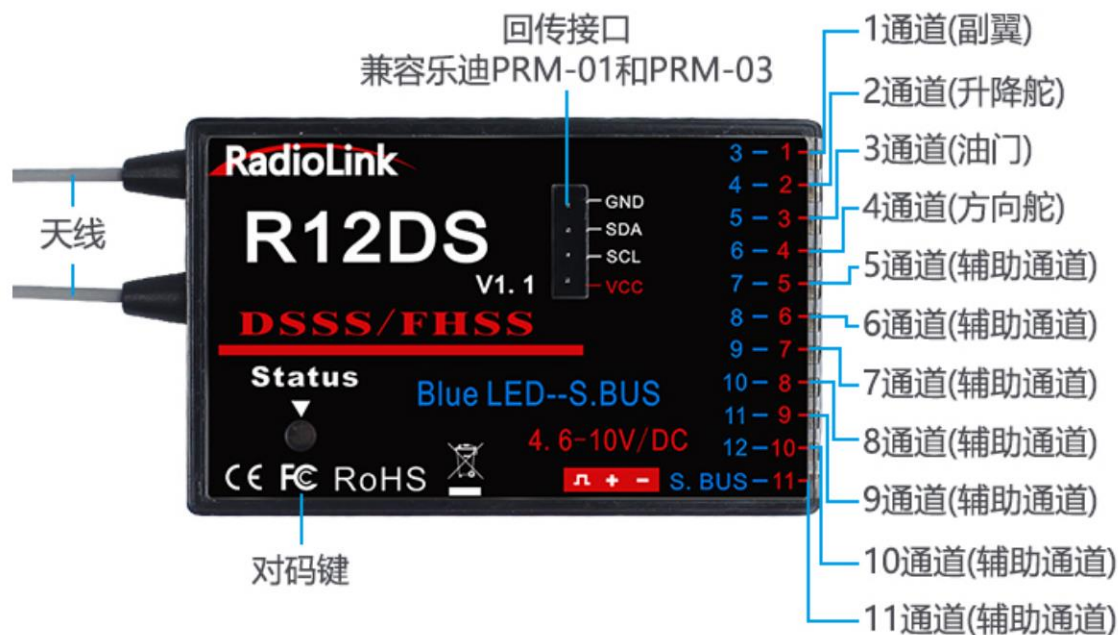 回传接口
兼容乐迪PRM-01和PRM-03
天线
对码键
RadioLink
R12DS
V1.1
DSSS/FHSS
Status
Blue LED--S.BUS
4.6-10V/DC
CE FC RoHS
+ -
GND
SDA
SCL
VCC
3 - 1
4 - 2
5 - 3
6 - 4
7 - 5
8 - 6
9 - 7
10 - 8
11 - 9
12 - 10
S.BUS - 11
1通道(副翼)
2通道(升降舵)
3通道(油门)
4通道(方向舵)
5通道(辅助通道)
6通道(辅助通道)
7通道(辅助通道)
8通道(辅助通道)
9通道(辅助通道)
10通道(辅助通道)
11通道(辅助通道)